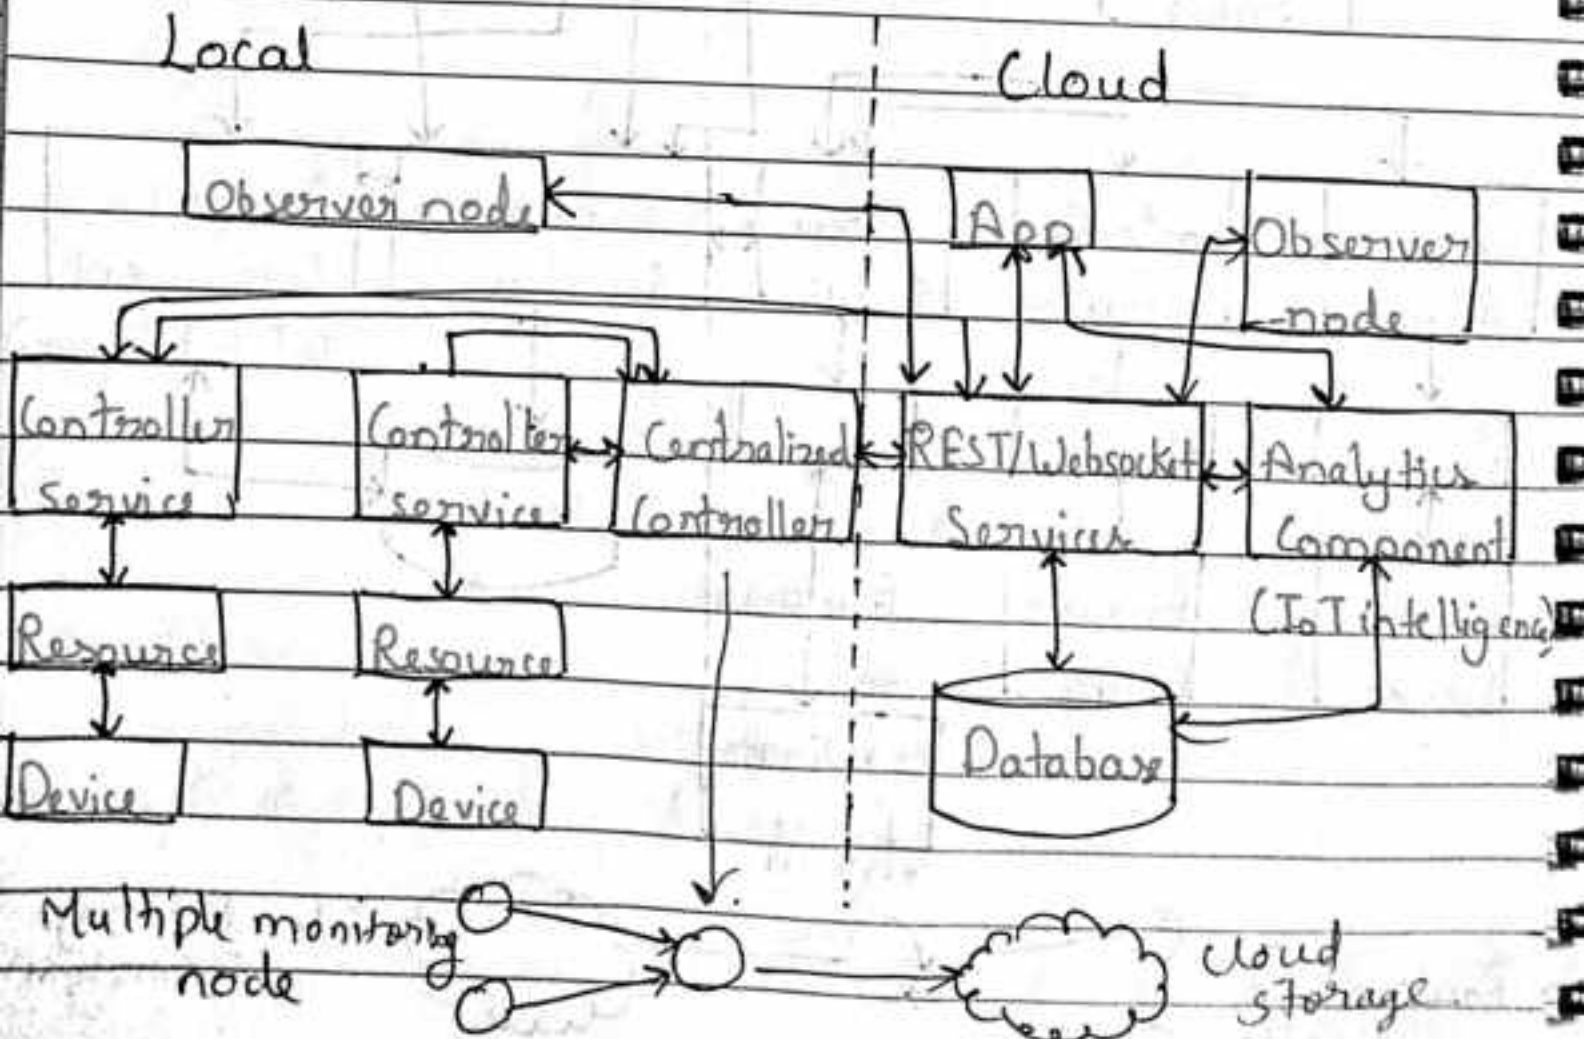 Local
Cloud
Observer node
App
Observer
node
Controller
service
Controller
service
Centralized
Controller
REST/Websocket
Services
Analytics
Component
(IoT intelligence)
Resource
Resource
Database
Device
Device
Multiple monitoring
node
cloud
storage